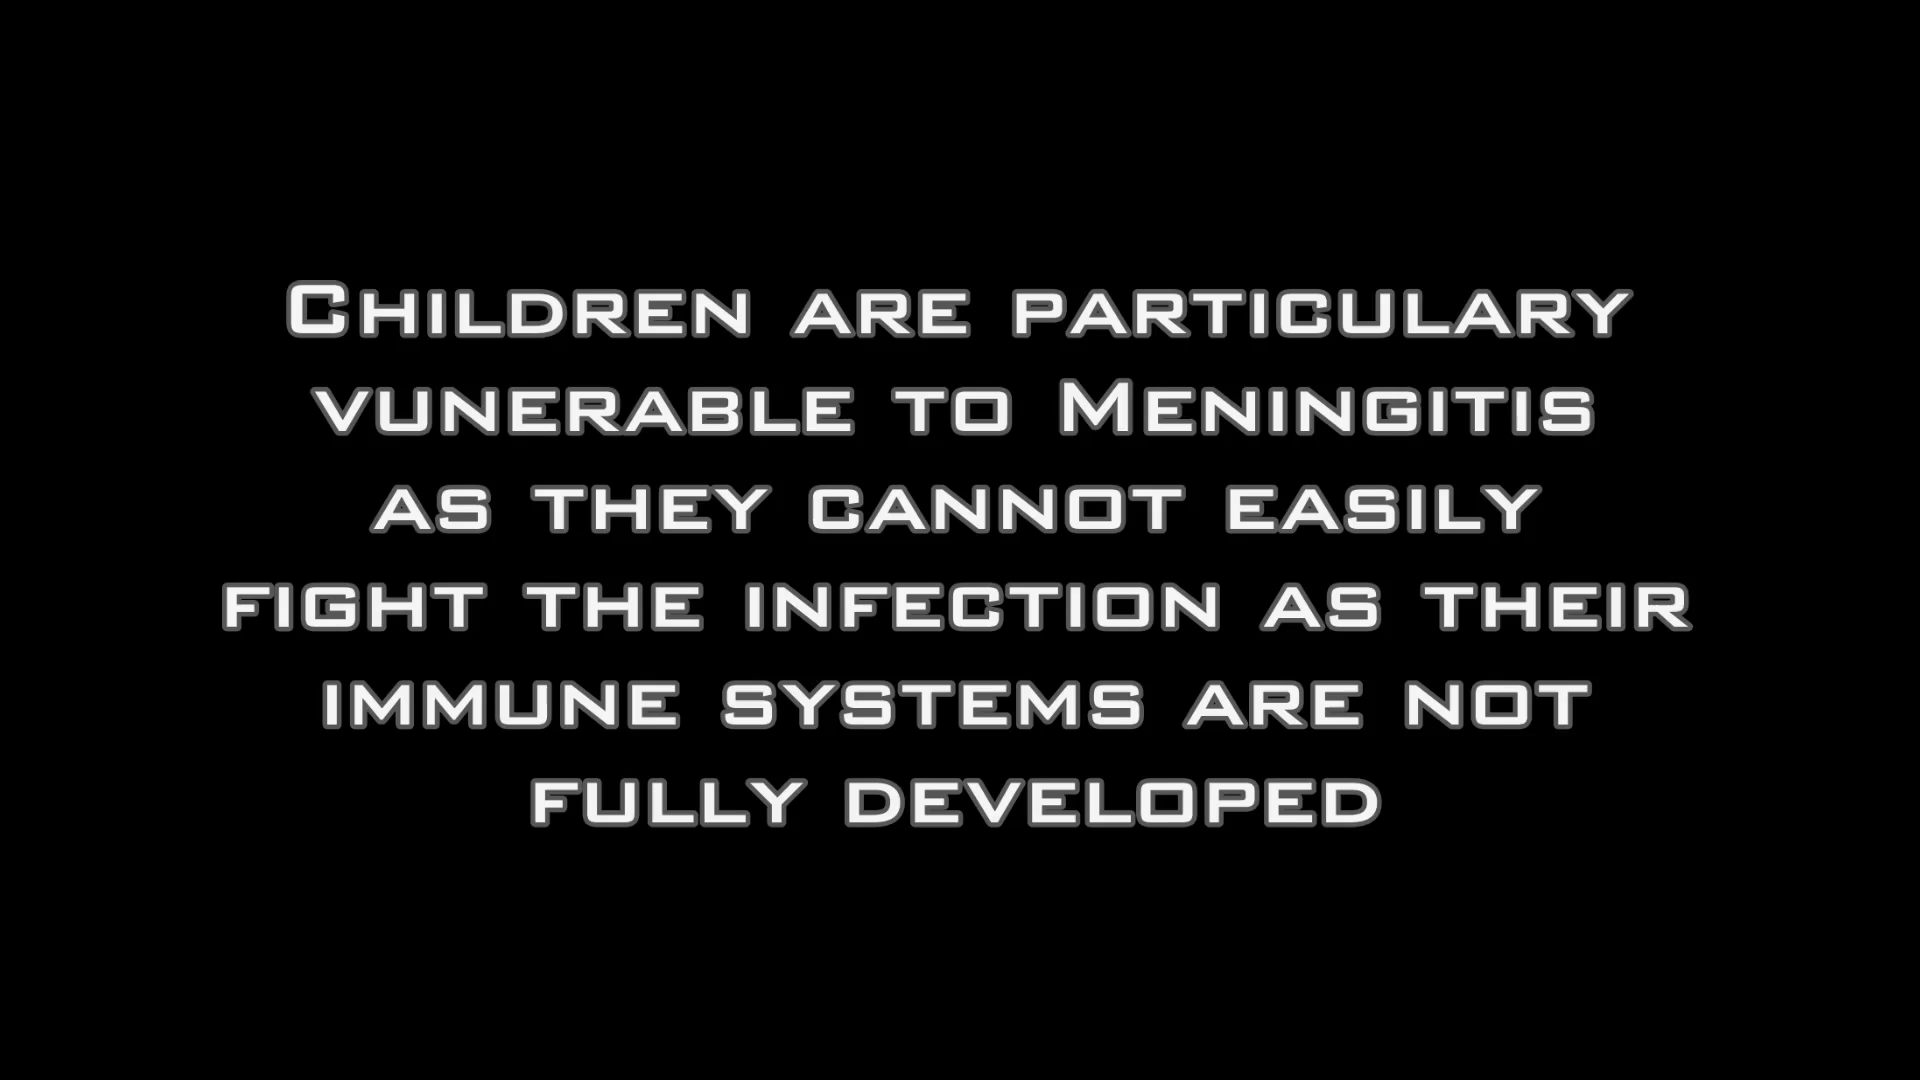 Children are particulary
vunerable to Meningitis
as they cannot easily
fight the infection as their
immune systems are not
fully developed